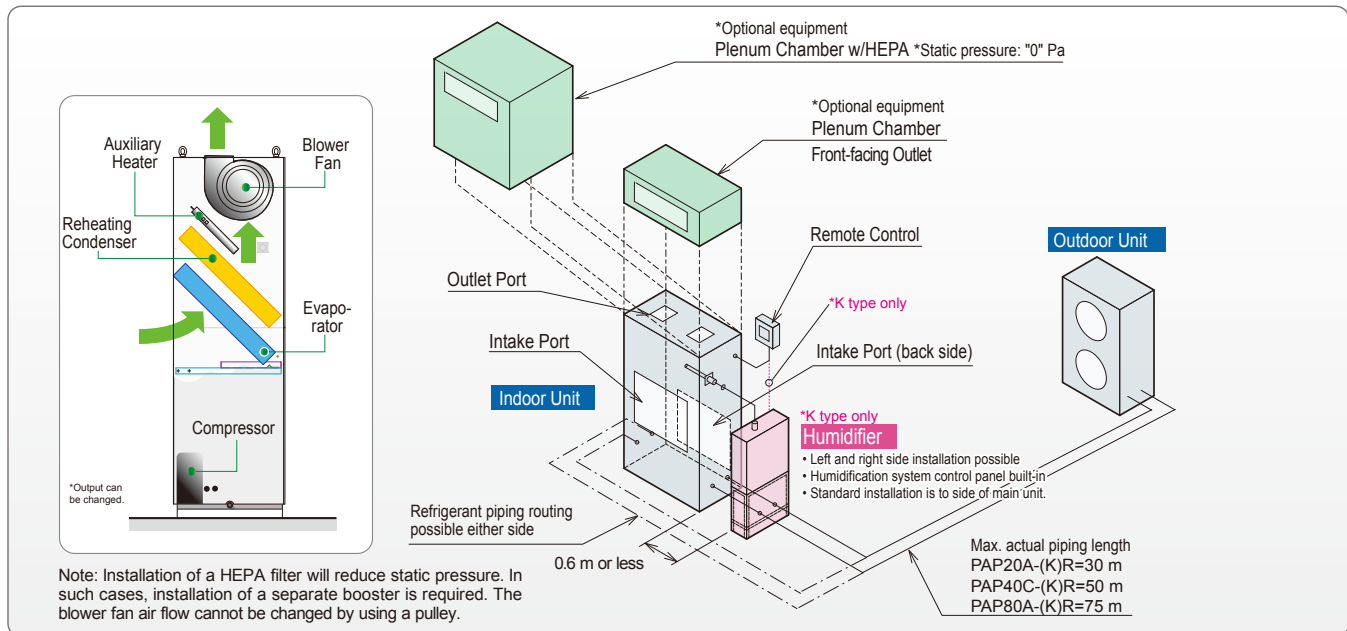 *Optional equipment
Plenum Chamber w/HEPA *Static pressure: "0" Pa
*Optional equipment
Plenum Chamber
Front-facing Outlet
Auxiliary
Heater
Blower
Fan
Reheating
Condenser
Evapo-
rator
Compressor
*Output can
be changed.
Remote Control
Outdoor Unit
Outlet Port
*K type only
Intake Port
Intake Port (back side)
Indoor Unit
*K type only
Humidifier
• Left and right side installation possible
• Humidification system control panel built-in
• Standard installation is to side of main unit.
Refrigerant piping routing
possible either side
0.6 m or less
Max. actual piping length
PAP20A-(K)R=30 m
PAP40C-(K)R=50 m
PAP80A-(K)R=75 m
Note: Installation of a HEPA filter will reduce static pressure. In
such cases, installation of a separate booster is required. The
blower fan air flow cannot be changed by using a pulley.